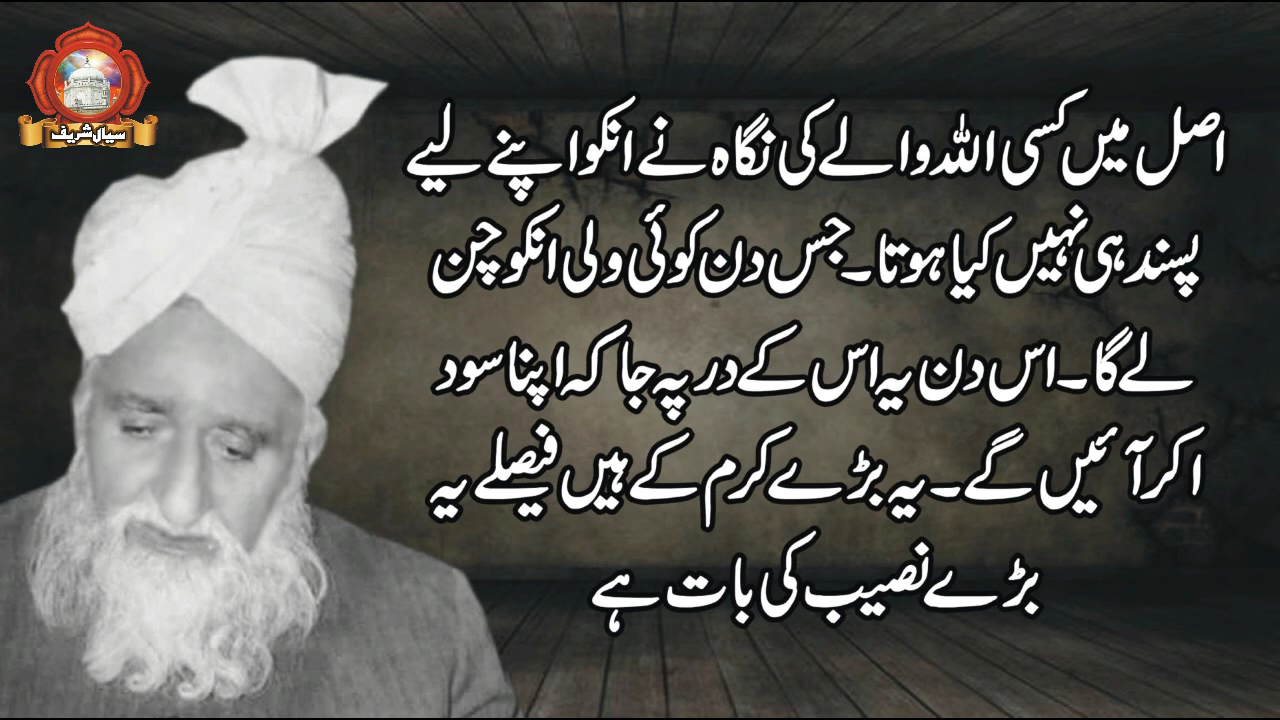 سیال شریف
اصل میں کسی اللہ والے کی نگاہ نے انکو اپنے لیے
پسند ہی نہیں کیا ہوتا۔ جس دن کوئی ولی انکو چن
لے گا۔ اس دن یہ اس کے در پہ جا کہ اپنا سود
ا کر آئیں گے۔ یہ بڑے کرم کے ہیں فیصلے یہ
بڑے نصیب کی بات ہے